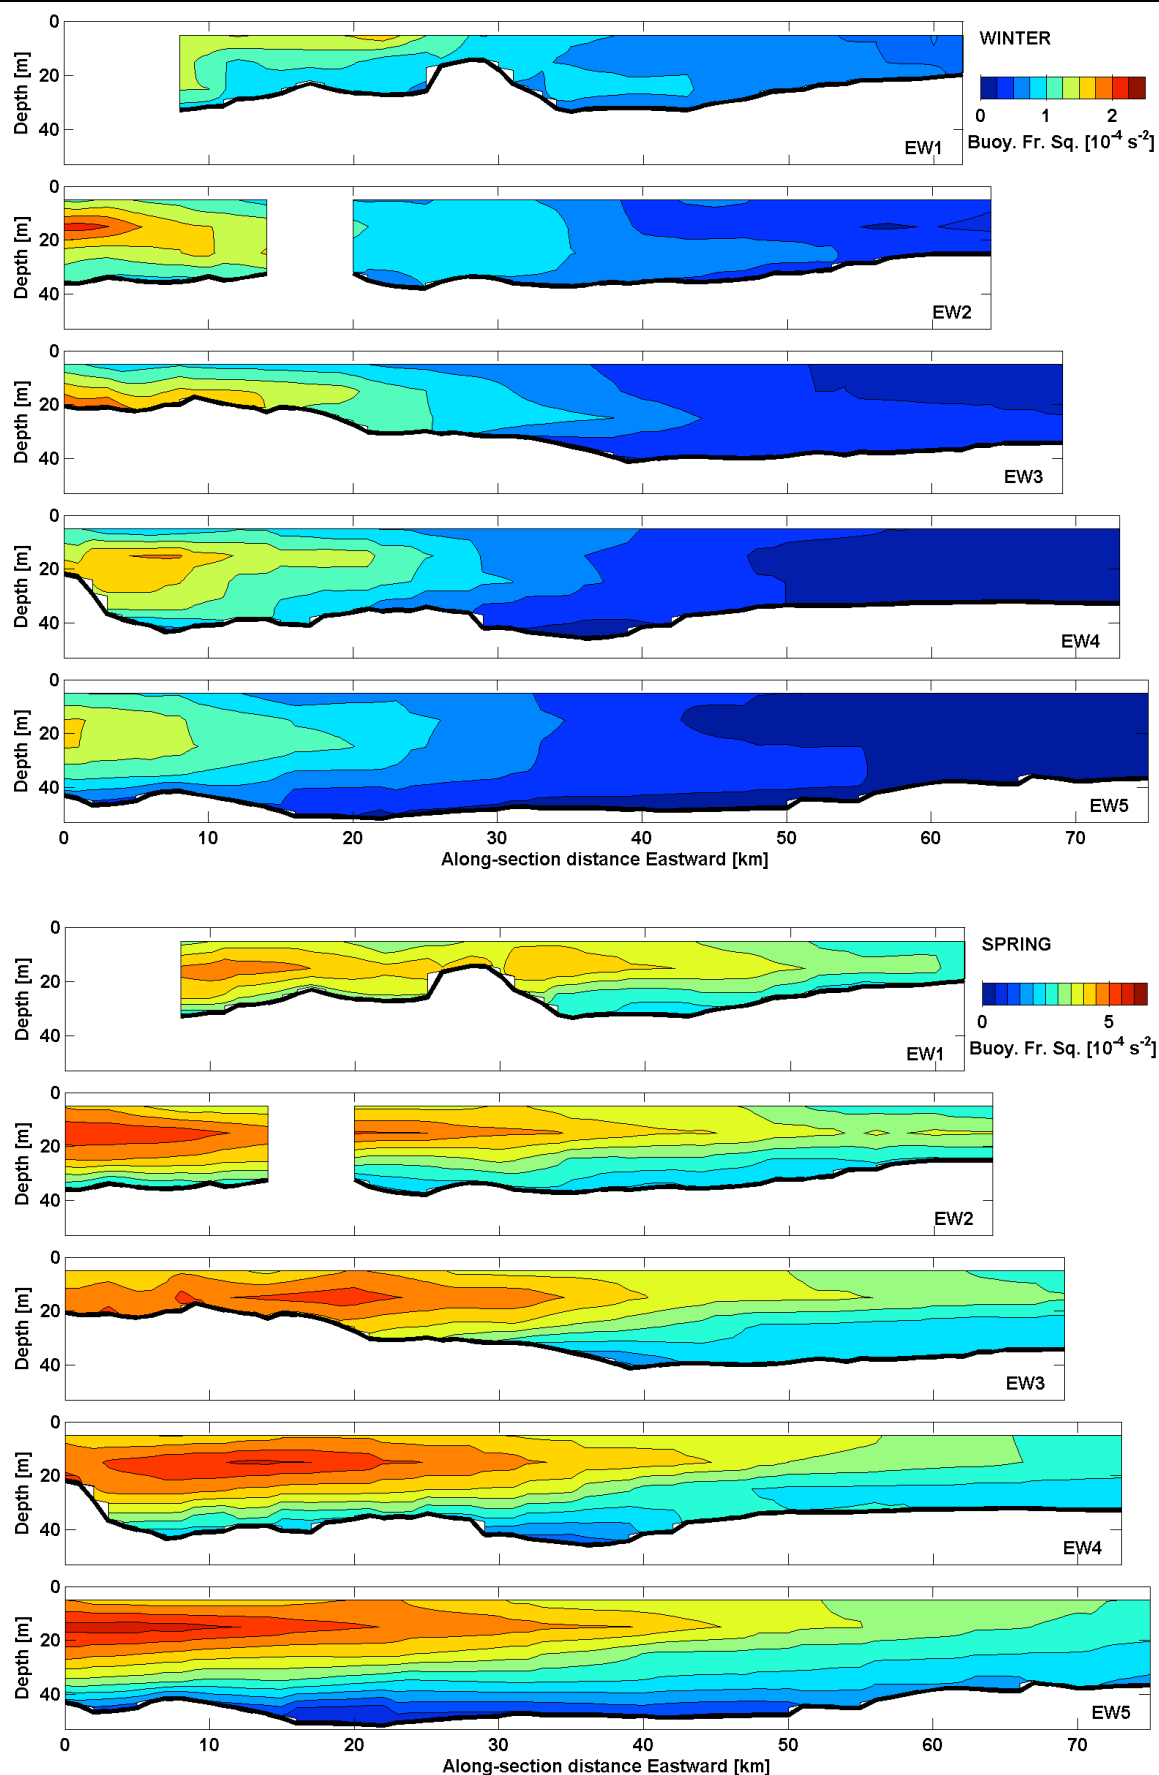 0
20
40
Depth [m]
EW1
WINTER
0 1 2
Buoy. Fr. Sq. [10⁻⁴ s⁻²]
0
20
40
Depth [m]
EW2
0
20
40
Depth [m]
EW3
0
20
40
Depth [m]
EW4
0
20
40
Depth [m]
EW5
0 10 20 30 40 50 60 70
Along-section distance Eastward [km]
0
20
40
Depth [m]
EW1
SPRING
0 5
Buoy. Fr. Sq. [10⁻⁴ s⁻²]
0
20
40
Depth [m]
EW2
0
20
40
Depth [m]
EW3
0
20
40
Depth [m]
EW4
0
20
40
Depth [m]
EW5
0 10 20 30 40 50 60 70
Along-section distance Eastward [km]